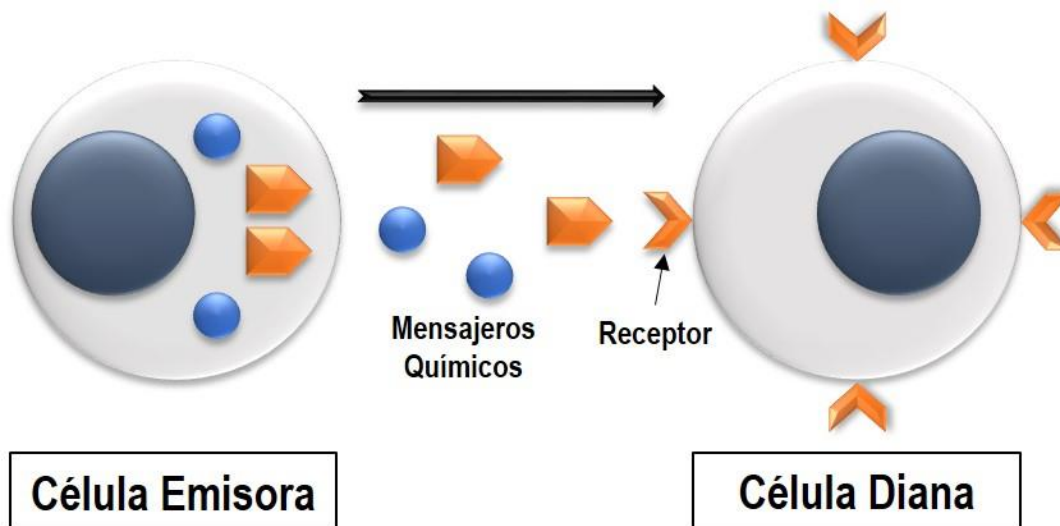 Mensajeros
Químicos
Receptor
Célula Emisora
Célula Diana